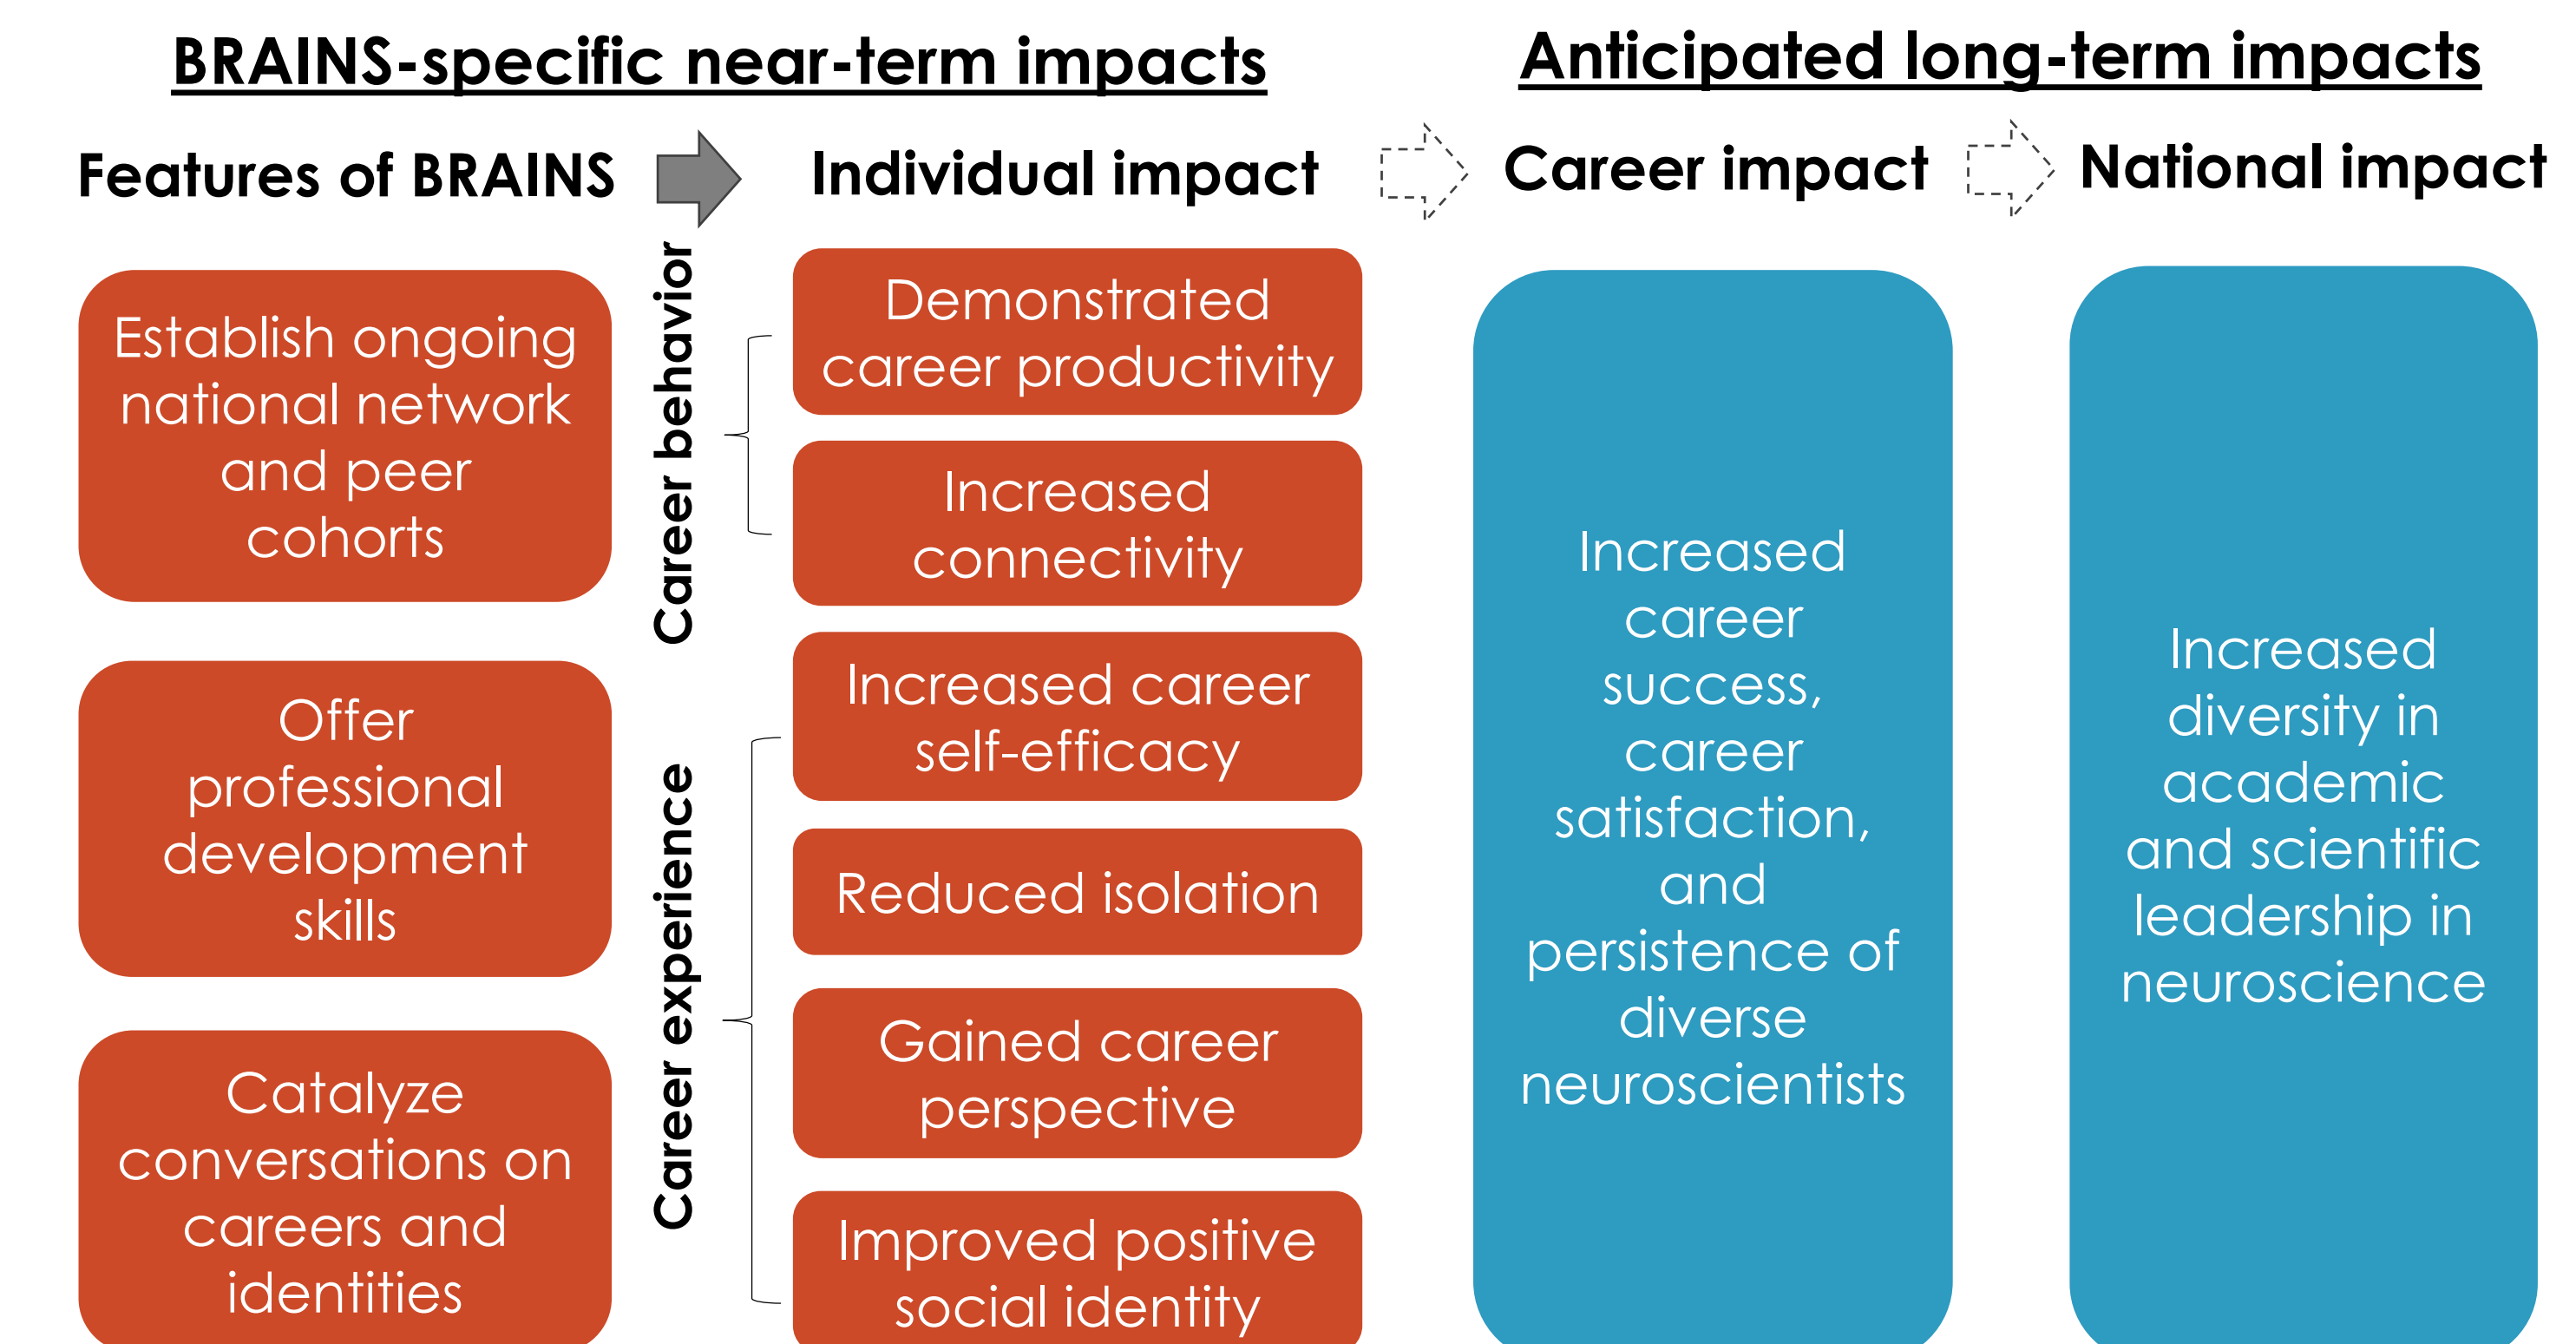 BRAINS-specific near-term impacts
Anticipated long-term impacts
Features of BRAINS
Individual impact
Career impact
National impact
Establish ongoing
national network
and peer
cohorts
Offer
professional
development
skills
Catalyze
conversations on
careers and
identities
Career behavior
Career experience
Demonstrated
career productivity
Increased
connectivity
Increased career
self-efficacy
Reduced isolation
Gained career
perspective
Improved positive
social identity
Increased
career
success,
career
satisfaction,
and
persistence of
diverse
neuroscientists
Increased
diversity in
academic
and scientific
leadership in
neuroscience